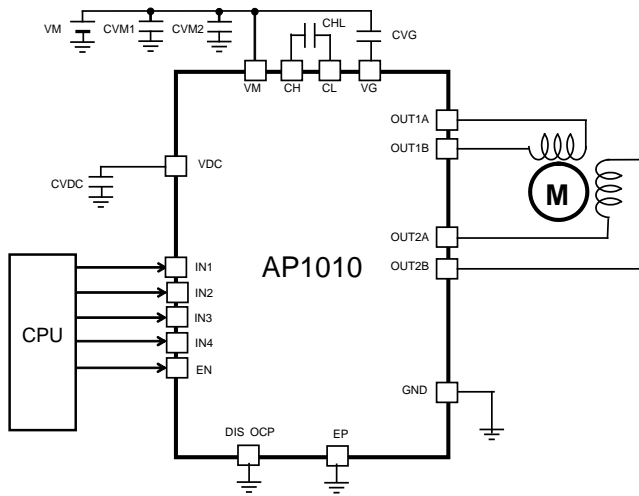 CHL
VM CVM1 CVM2 CVG
VM CH CL VG
OUT1A
OUT1B
VDC
CVDC
M
OUT2A
OUT2B
AP1010
CPU
IN1
IN2
IN3
IN4
EN
GND
DIS OCP EP